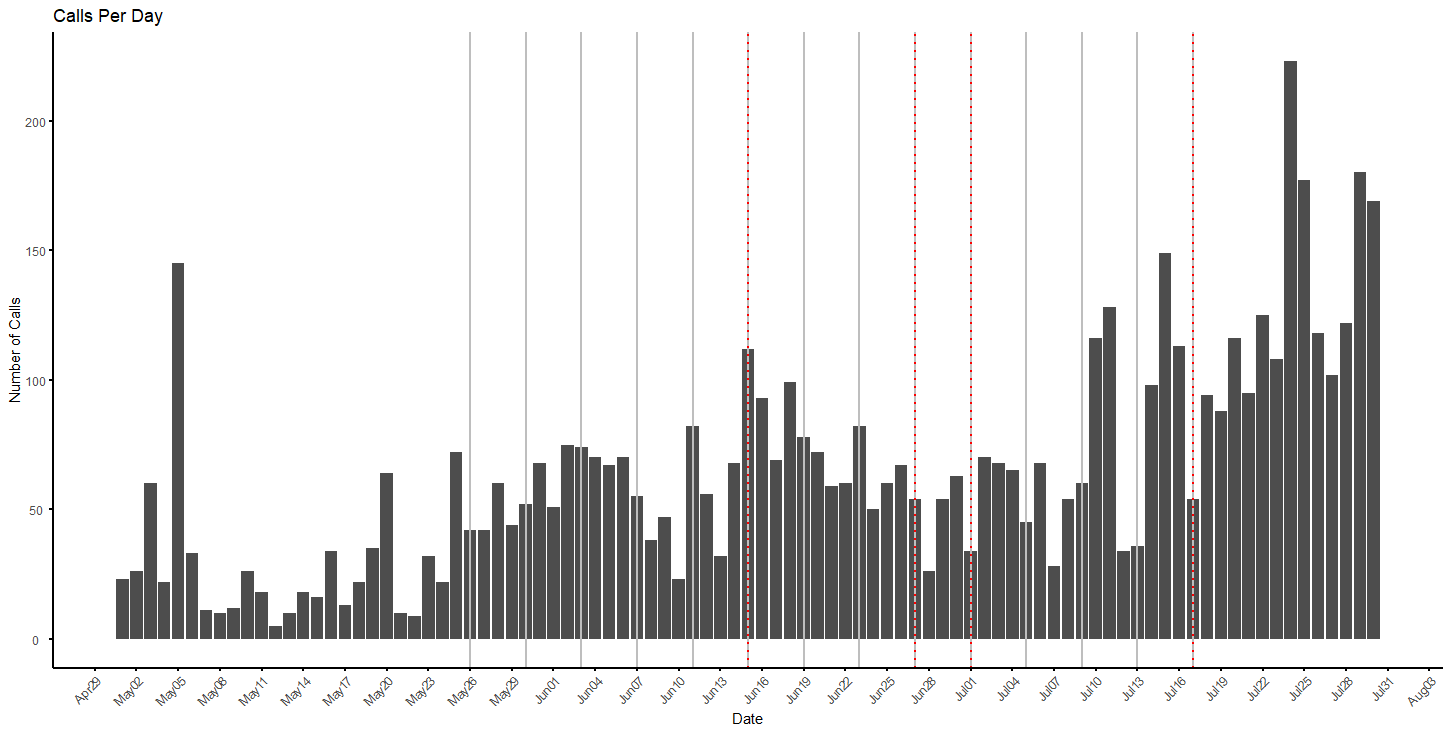 Calls Per Day
Number of Calls
200
150
100
50
0
Apr29
May02
May05
May08
May11
May14
May17
May20
May23
May26
May29
Jun01
Jun04
Jun07
Jun10
Jun13
Jun16
Jun19
Jun22
Jun25
Jun28
Jul01
Jul04
Jul07
Jul10
Jul13
Jul16
Jul19
Jul22
Jul25
Jul28
Jul31
Aug03
Date